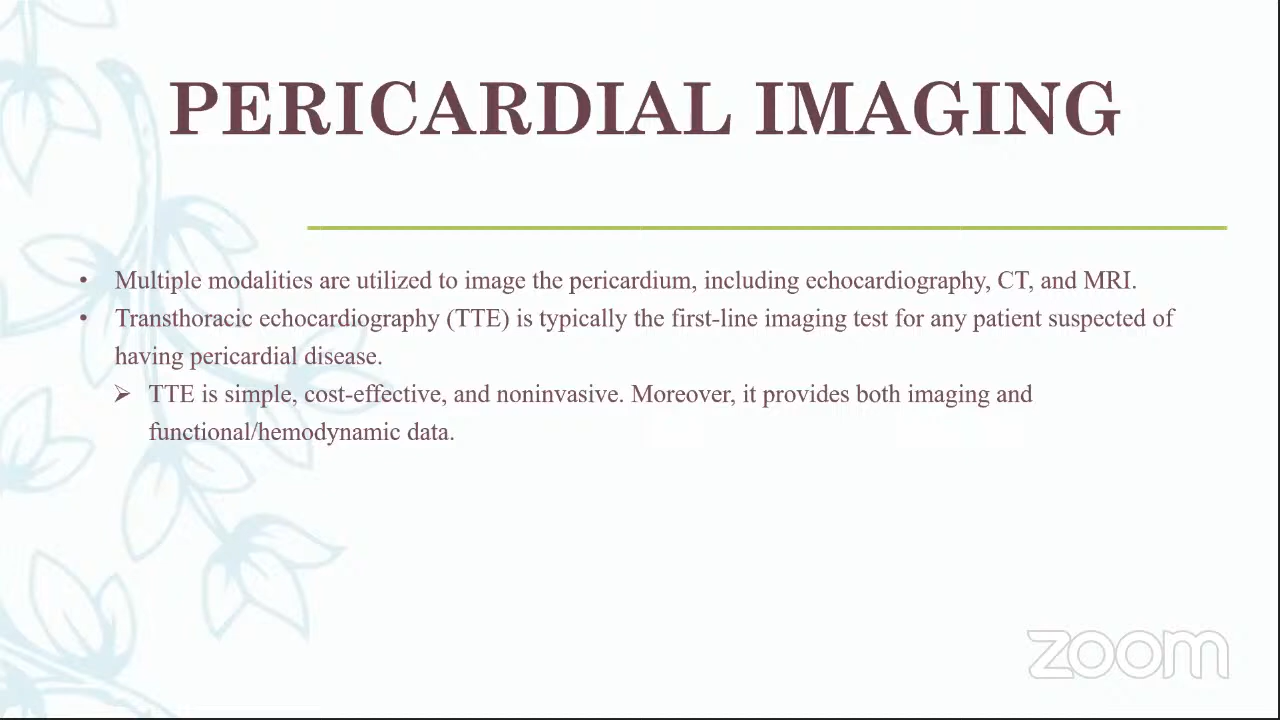 PERICARDIAL IMAGING
• Multiple modalities are utilized to image the pericardium, including echocardiography, CT, and MRI.
• Transthoracic echocardiography (TTE) is typically the first-line imaging test for any patient suspected of
having pericardial disease.
➢ TTE is simple, cost-effective, and noninvasive. Moreover, it provides both imaging and
functional/hemodynamic data.
zoom